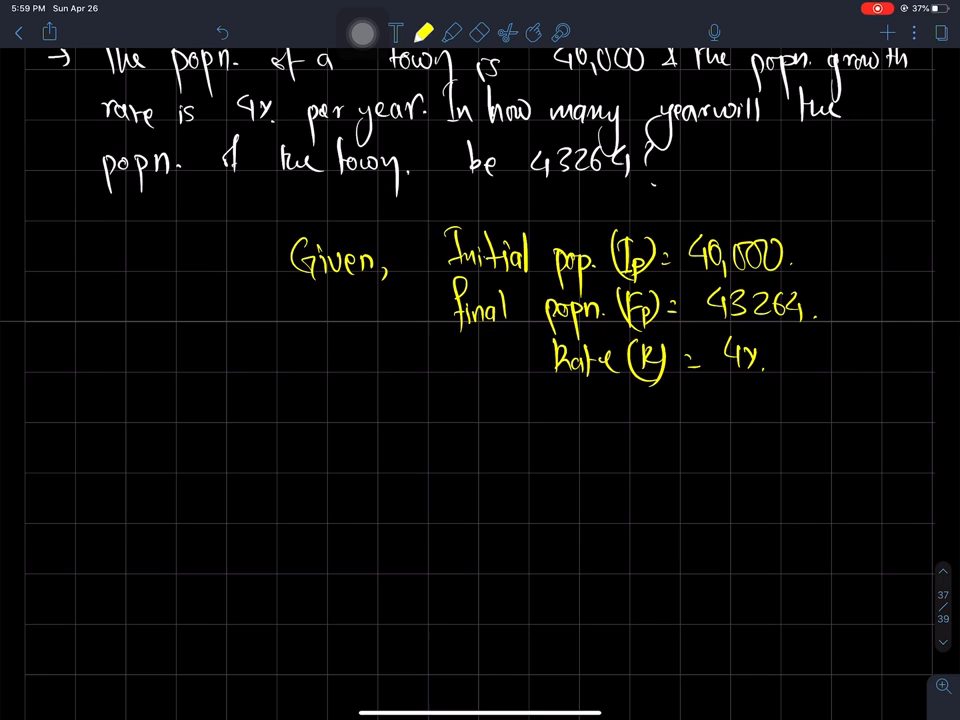 5:59 PM Sun Apr 26
37%
→ The popn. of a town is 40,000 & the popn. growth
rate is 4% per year. In how many year will the
popn. of the town. be 43264?
Given, Initial pop. (Ip) = 40,000.
final popn. (Fp) = 43264.
Rate (R) = 4%.
37
/
39